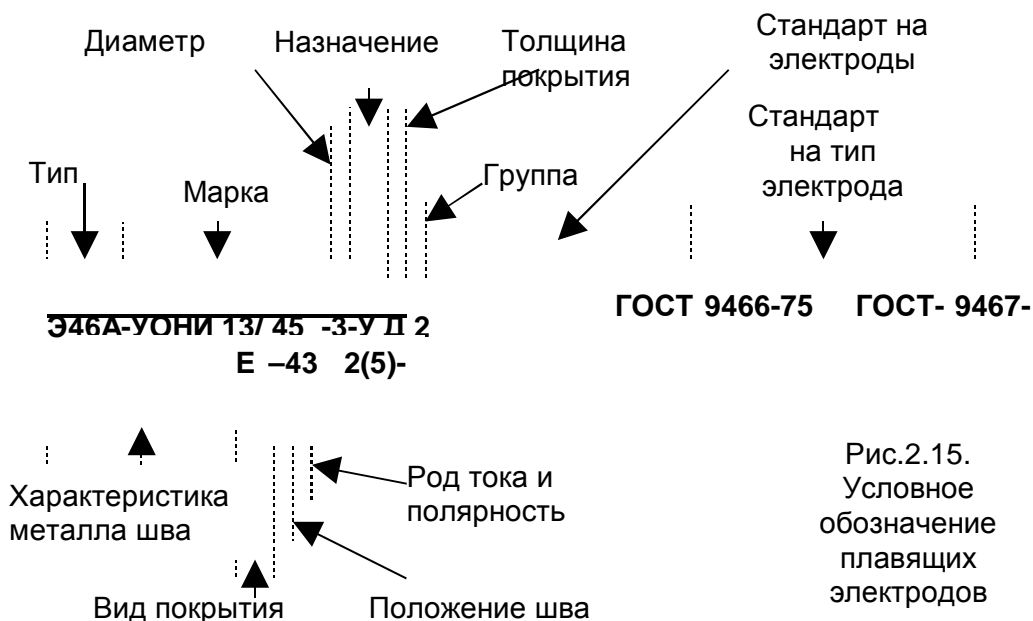 Диаметр
Назначение
Толщина
покрытия
Стандарт на
электроды
Стандарт
на тип
электрода
Тип
Марка
Группа
Э46А-УОНИ 13/ 45 -3-У Д 2
ГОСТ 9466-75 ГОСТ- 9467-
Е –43 2(5)-
Характеристика
металла шва
Род тока и
полярность
Вид покрытия
Положение шва
Рис.2.15.
Условное
обозначение
плавящих
электродов